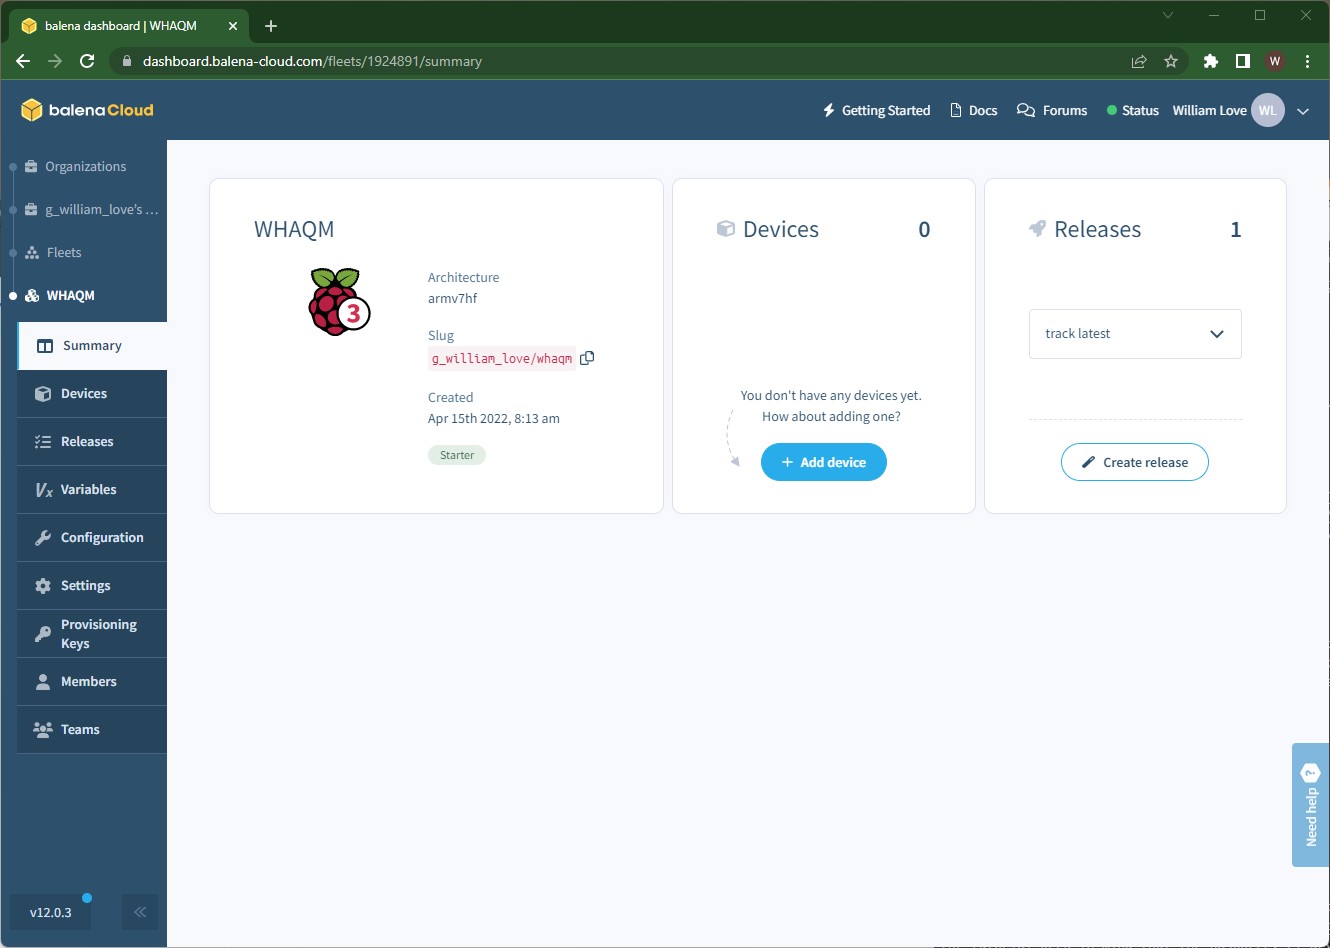 balena dashboard | WHAQM
dashboard.balena-cloud.com/fleets/1924891/summary
W
balenaCloud
Getting Started
Docs
Forums
Status
William Love
WL
Organizations
g_william_love's ...
Fleets
WHAQM
Summary
Devices
Releases
Variables
Configuration
Settings
Provisioning
Keys
Members
Teams
v12.0.3
WHAQM
3
Architecture
armv7hf
Slug
g_william_love/whaqm
Created
Apr 15th 2022, 8:13 am
Starter
Devices 0
You don't have any devices yet.
How about adding one?
+ Add device
Releases 1
track latest
Create release
Need help